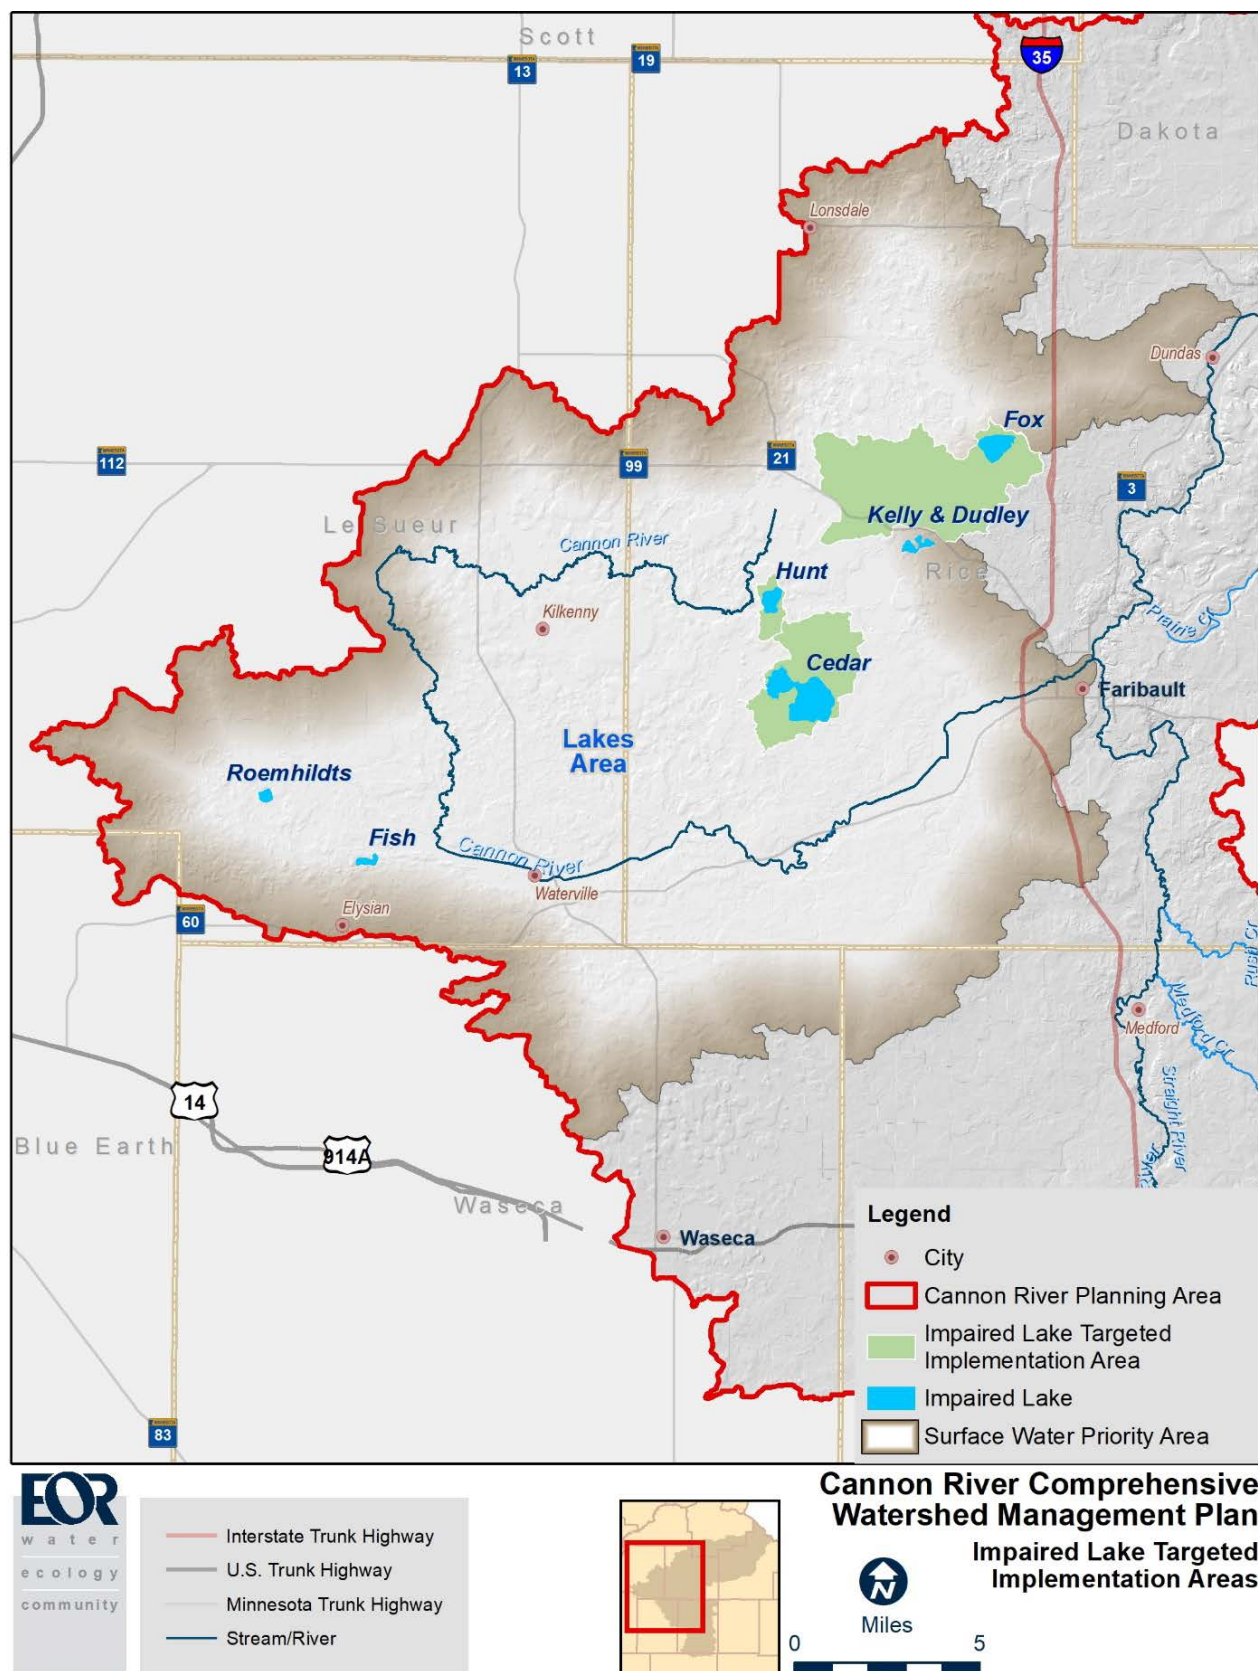 Scott
13
19
35
Dakota
Lonsdale
Dundas
Fox
112
99
21
3
Le Sueur
Cannon River
Kelly & Dudley
Rice
Hunt
Kilkenny
Prairie Cr
Cedar
Faribault
Lakes
Area
Roemhildts
Fish
Cannon River
Waterville
Elysian
60
Rush Cr
Medford Cr
Medford
Straight River
14
914A
Blue Earth
Waseca
Waseca
83
Legend
City
Cannon River Planning Area
Impaired Lake Targeted
Implementation Area
Impaired Lake
Surface Water Priority Area
EOR
water
ecology
community
Interstate Trunk Highway
U.S. Trunk Highway
Minnesota Trunk Highway
Stream/River
Cannon River Comprehensive
Watershed Management Plan
Impaired Lake Targeted
Implementation Areas
N
Miles
0 5